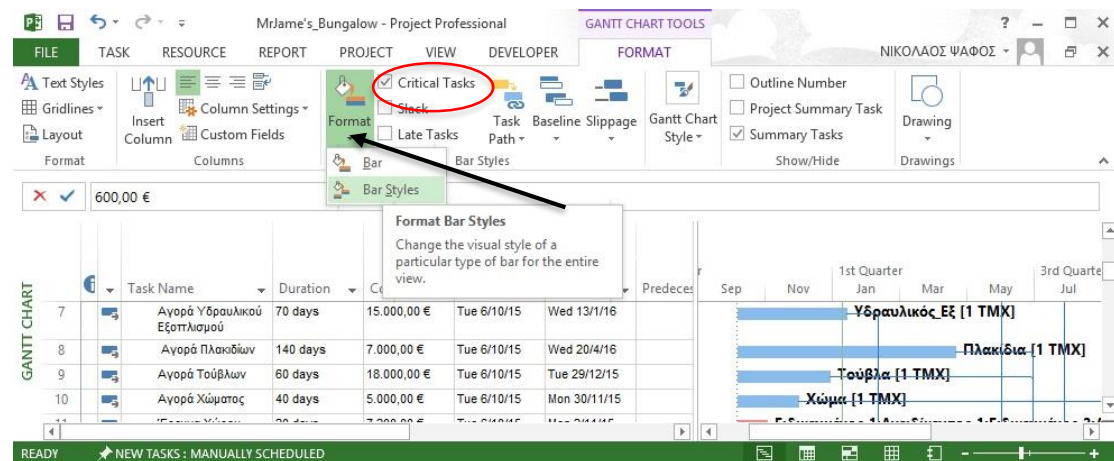 MrJame's_Bungalow - Project Professional GANTT CHART TOOLS ?
FILE TASK RESOURCE REPORT PROJECT VIEW DEVELOPER FORMAT ΝΙΚΟΛΑΟΣ ΨΑΦΟΣ
Text Styles
Gridlines
Layout
Format
Insert Column
Column Settings
Custom Fields
Columns
Format
Critical Tasks
Slack
Late Tasks
Task Path
Baseline
Slippage
Bar Styles
Gantt Chart Style
Outline Number
Project Summary Task
Summary Tasks
Show/Hide
Drawing
Drawings
Bar
Bar Styles
600,00 €
Format Bar Styles
Change the visual style of a
particular type of bar for the entire
view.
GANTT CHART
Task Name Duration Predeces
1st Quarter 3rd Quarte
Sep Nov Jan Mar May Jul
7 Αγορά Υδραυλικού Εξοπλισμού 70 days 15.000,00 € Tue 6/10/15 Wed 13/1/16 Υδραυλικός_Εξ [1 ΤΜΧ]
8 Αγορά Πλακιδίων 140 days 7.000,00 € Tue 6/10/15 Wed 20/4/16 Πλακίδια [1 ΤΜΧ]
9 Αγορά Τούβλων 60 days 18.000,00 € Tue 6/10/15 Tue 29/12/15 Τούβλα [1 ΤΜΧ]
10 Αγορά Χώματος 40 days 5.000,00 € Tue 6/10/15 Mon 30/11/15 Χώμα [1 ΤΜΧ]
READY NEW TASKS : MANUALLY SCHEDULED